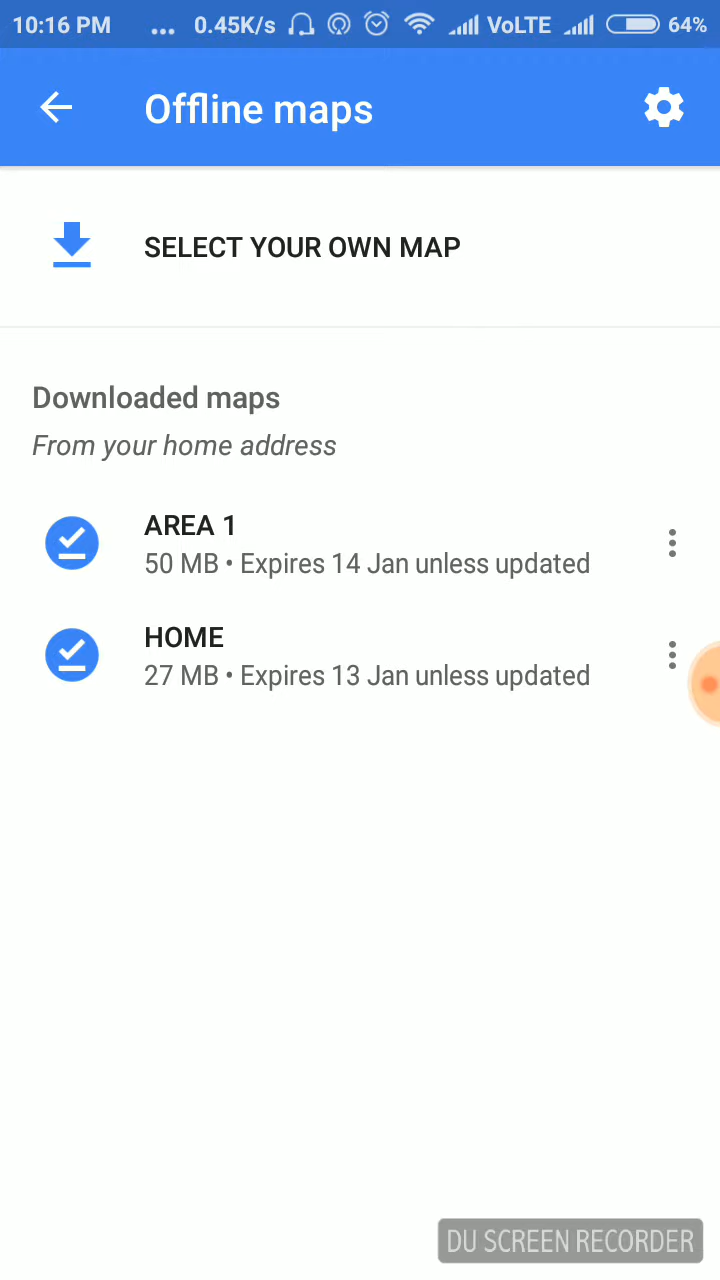 10:16 PM ... 0.45K/s VoLTE 64%
Offline maps
SELECT YOUR OWN MAP
Downloaded maps
From your home address
AREA 1
50 MB • Expires 14 Jan unless updated
HOME
27 MB • Expires 13 Jan unless updated
DU SCREEN RECORDER